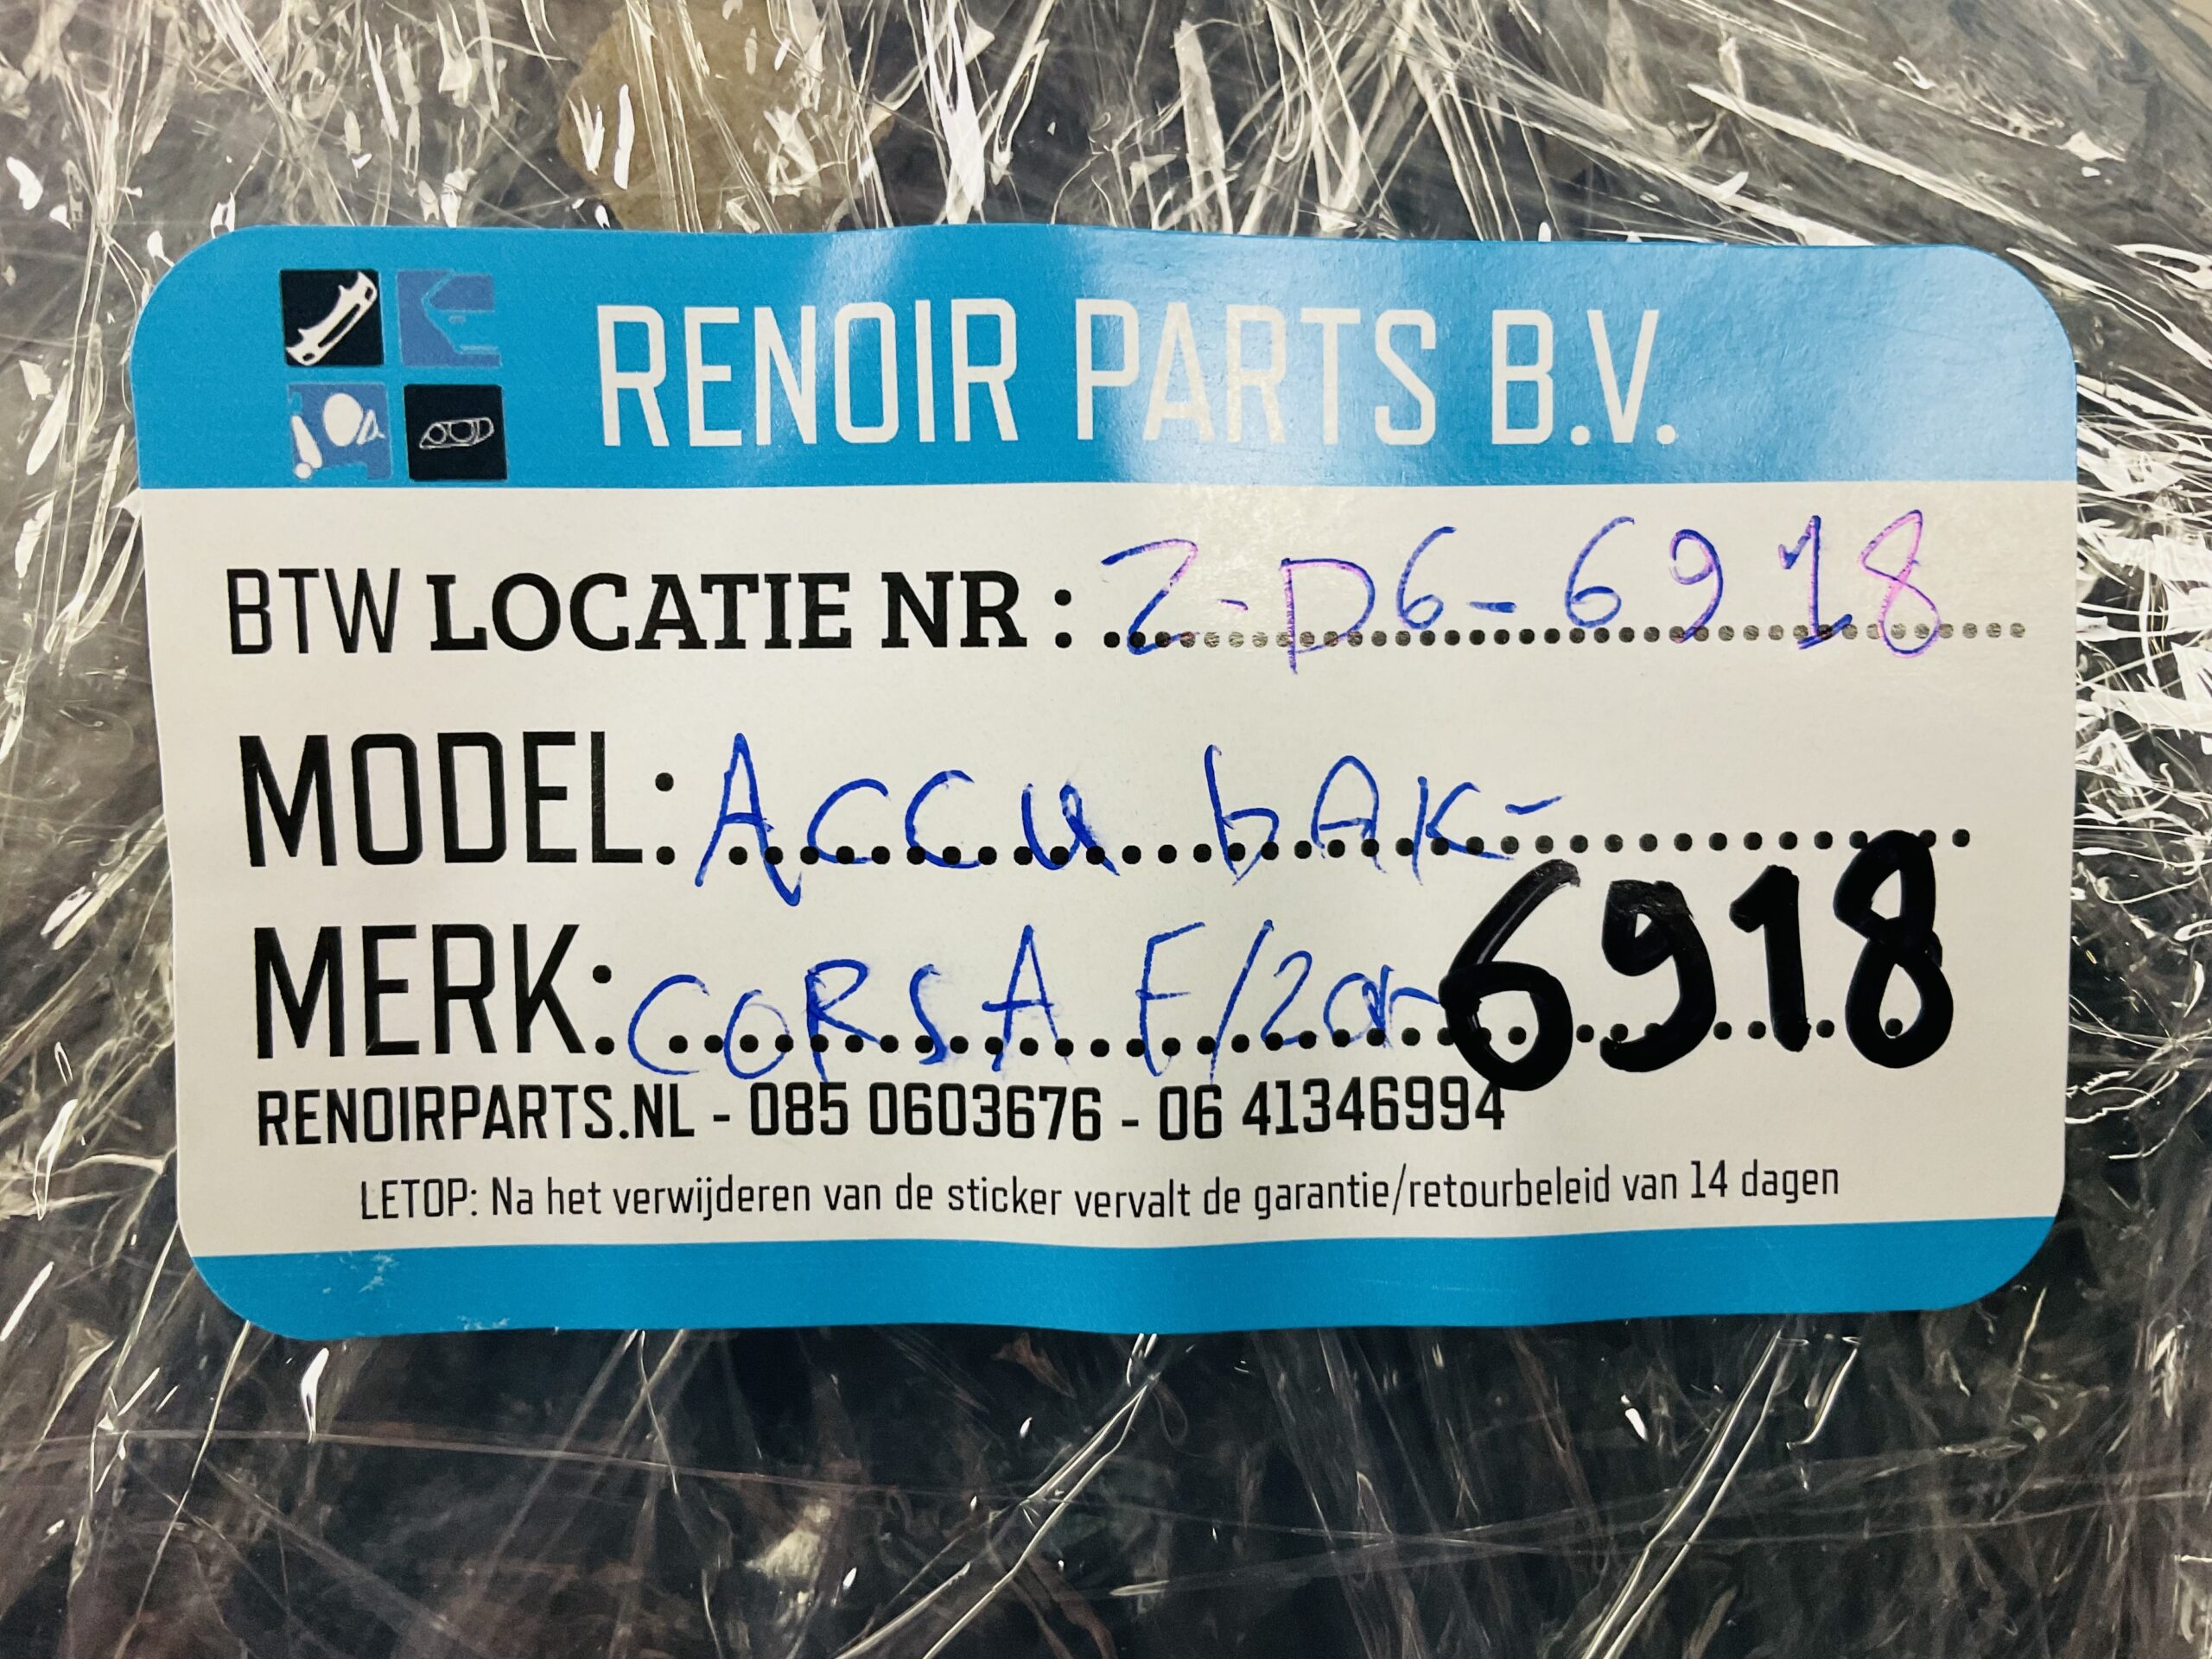 RENOIR PARTS B.V.
BTW LOCATIE NR : 2-D6-6918
MODEL: ACCU bAK-
MERK: CORSA F/
6918
RENOIRPARTS.NL - 085 0603676 - 06 41346994
LETOP: Na het verwijderen van de sticker vervalt de garantie/retourbeleid van 14 dagen